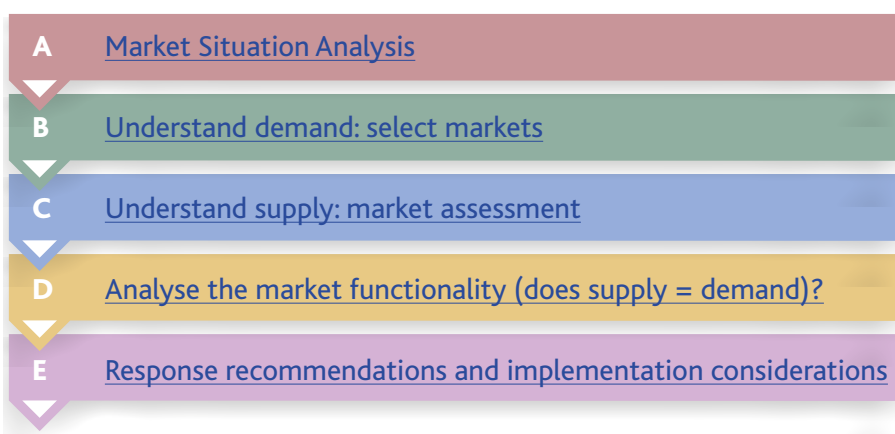 A Market Situation Analysis
B Understand demand: select markets
C Understand supply: market assessment
D Analyse the market functionality (does supply = demand)?
E Response recommendations and implementation considerations